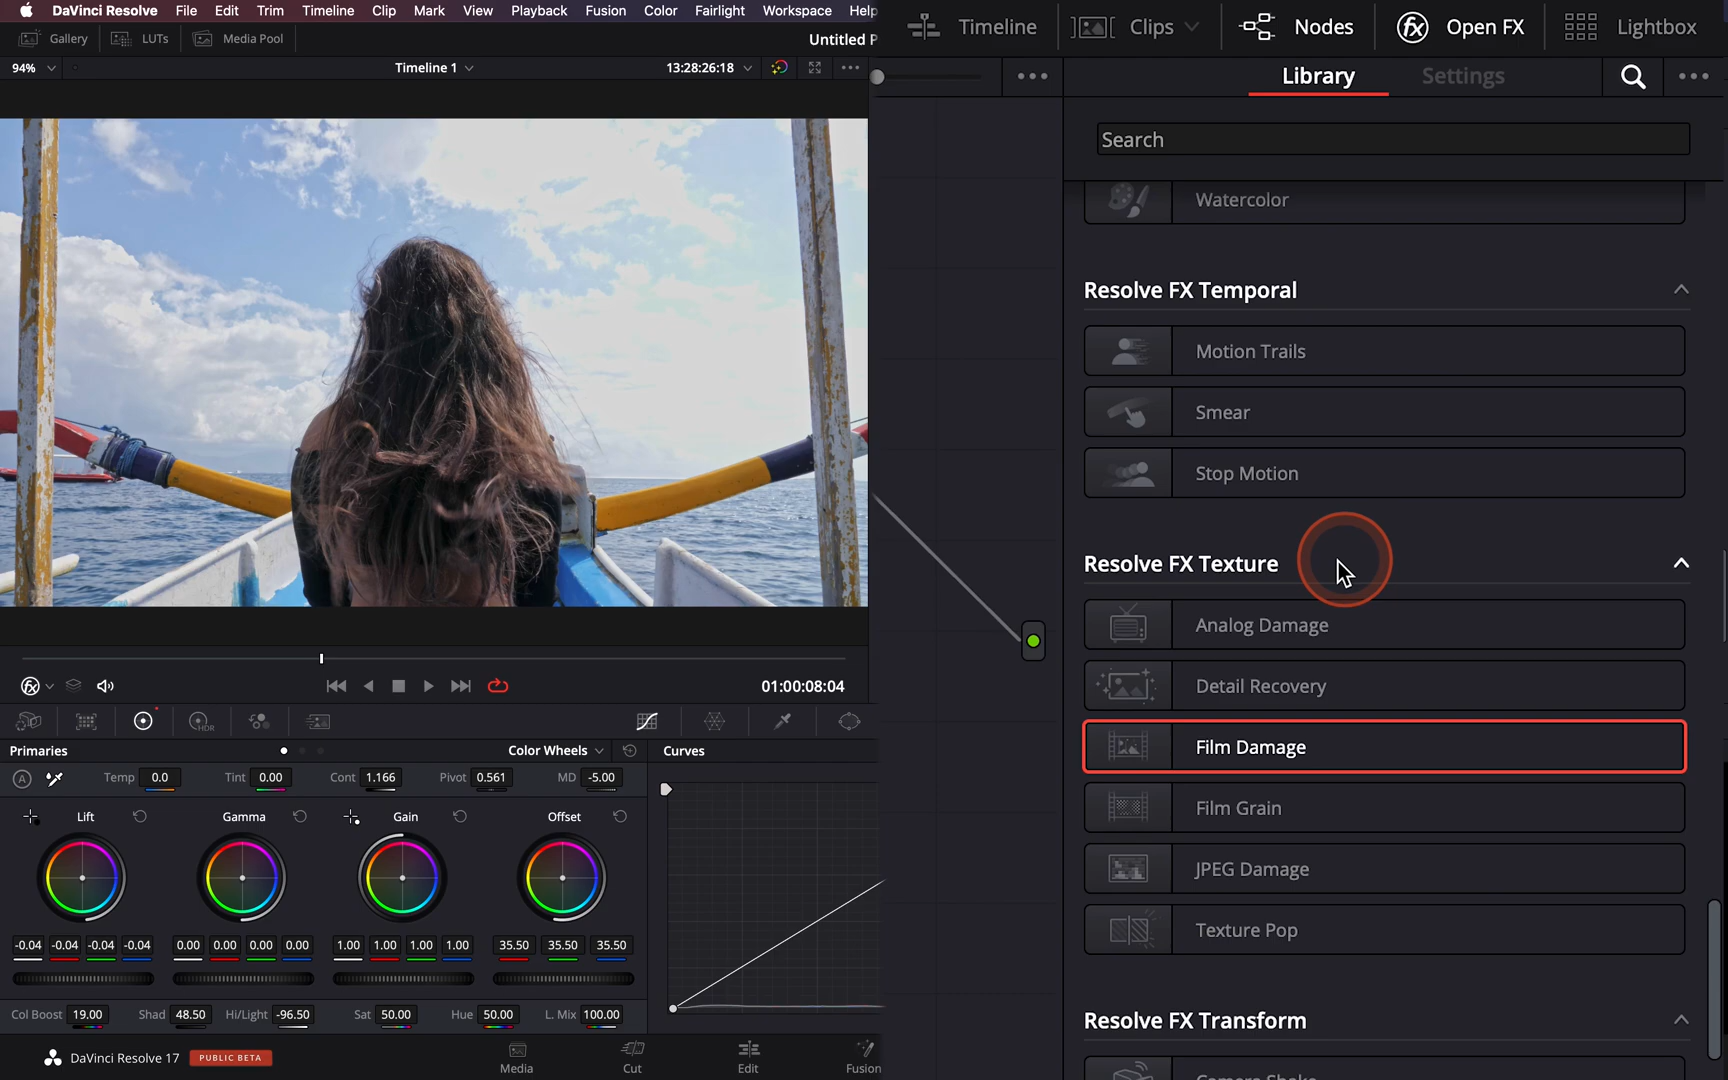 DaVinci Resolve File Edit Trim Timeline Clip Mark View Playback Fusion Color Fairlight Workspace Help
Gallery LUTs Media Pool Untitled P
94% Timeline 1 13:28:26:18
Timeline Clips Nodes Open FX Lightbox
Library Settings
Search
Watercolor
Resolve FX Temporal
Motion Trails
Smear
Stop Motion
Resolve FX Texture
Analog Damage
Detail Recovery
Film Damage
Film Grain
JPEG Damage
Texture Pop
Resolve FX Transform
01:00:08:04
HDR
Primaries Color Wheels Curves
A Temp 0.0 Tint 0.00 Cont 1.166 Pivot 0.561 MD -5.00
Lift Gamma Gain Offset
-0.04 -0.04 -0.04 -0.04 0.00 0.00 0.00 0.00 1.00 1.00 1.00 1.00 35.50 35.50 35.50
Col Boost 19.00 Shad 48.50 Hi/Light -96.50 Sat 50.00 Hue 50.00 L. Mix 100.00
DaVinci Resolve 17 PUBLIC BETA
Media Cut Edit Fusion